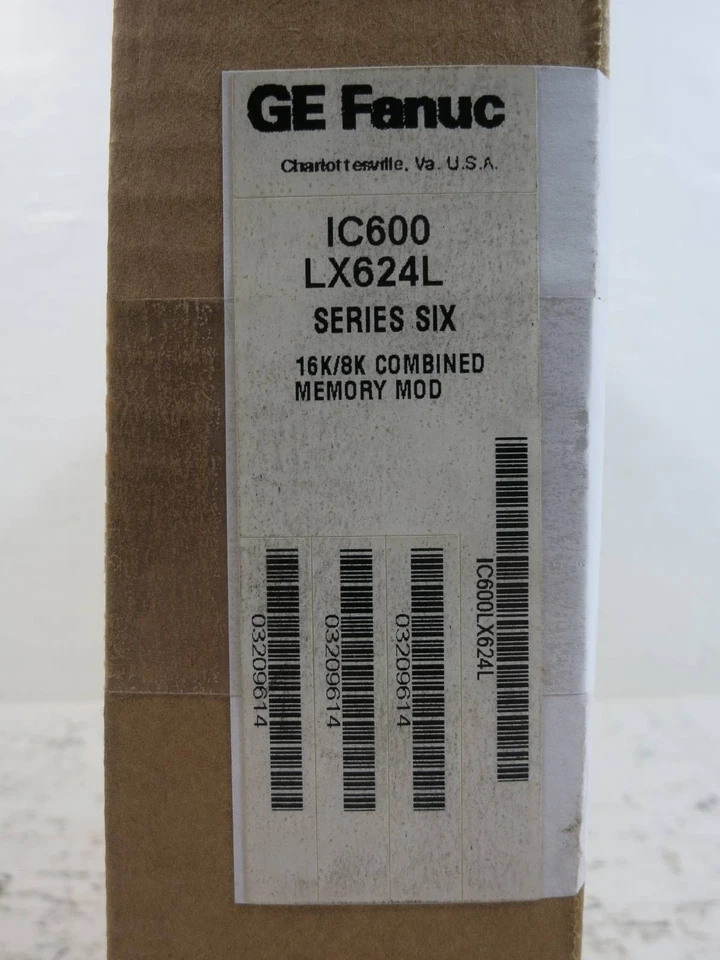 GE Fanuc
Charlottesville, Va. U.S.A.
IC600
LX624L
SERIES SIX
16K/8K COMBINED
MEMORY MOD
03209614
03209614
03209614
IC600LX624L